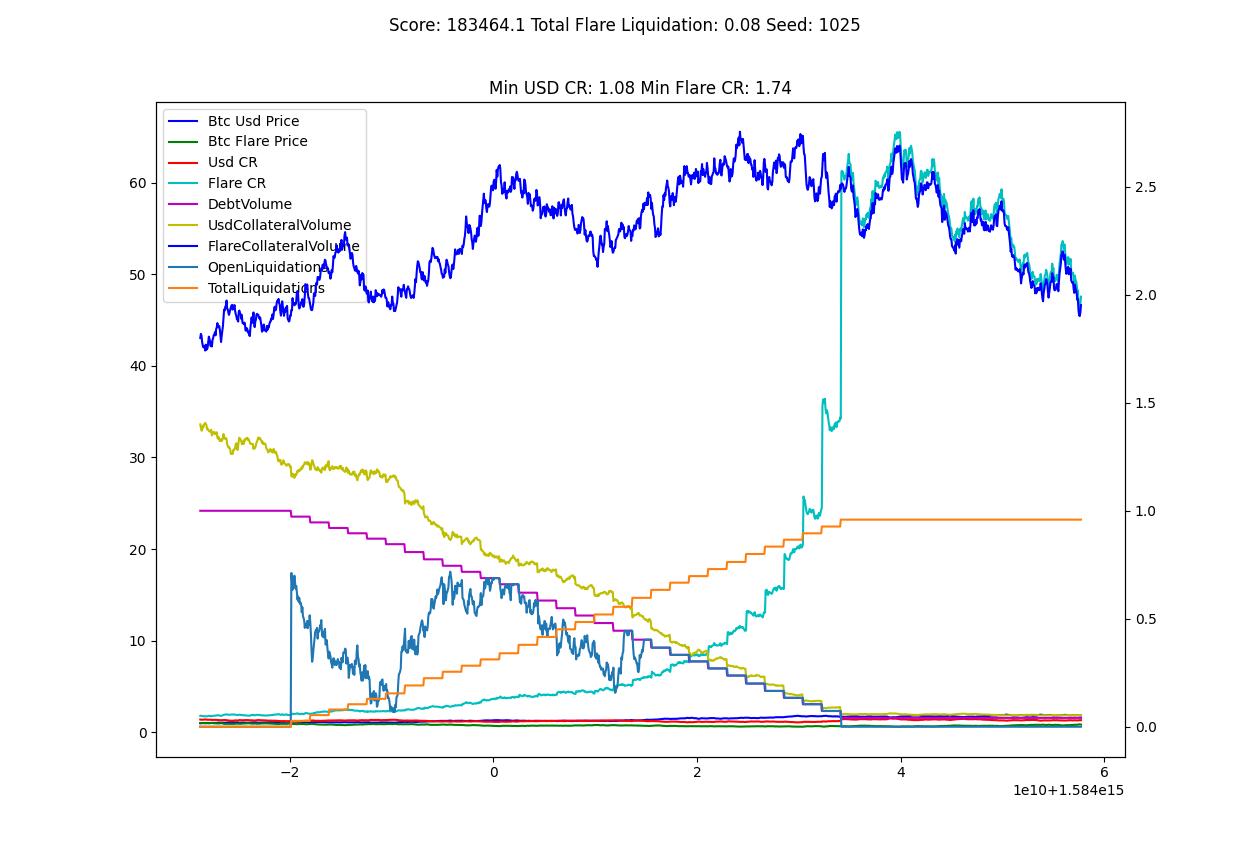 Score: 183464.1 Total Flare Liquidation: 0.08 Seed: 1025
Min USD CR: 1.08 Min Flare CR: 1.74
Btc Usd Price
Btc Flare Price
Usd CR
Flare CR
DebtVolume
UsdCollateralVolume
FlareCollateralVolume
OpenLiquidations
TotalLiquidations
60
50
40
30
20
10
0
2.5
2.0
1.5
1.0
0.5
0.0
−2 0 2 4 6
1e10+1.584e15